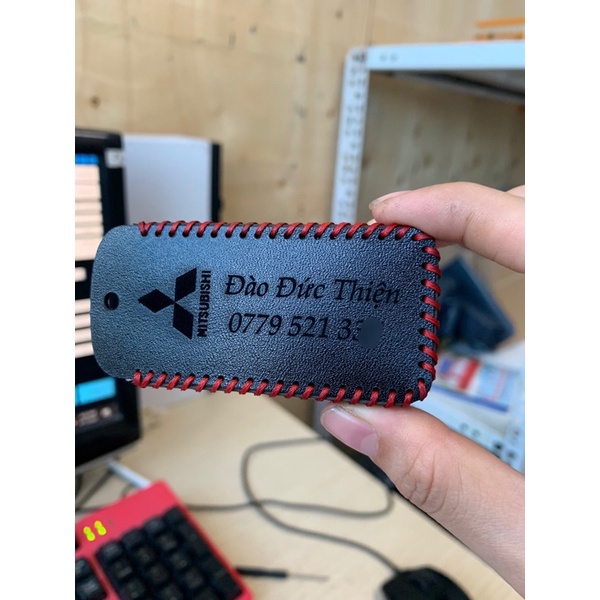 MITSUBISHI
Đào Đức Thiện
0779 521 33